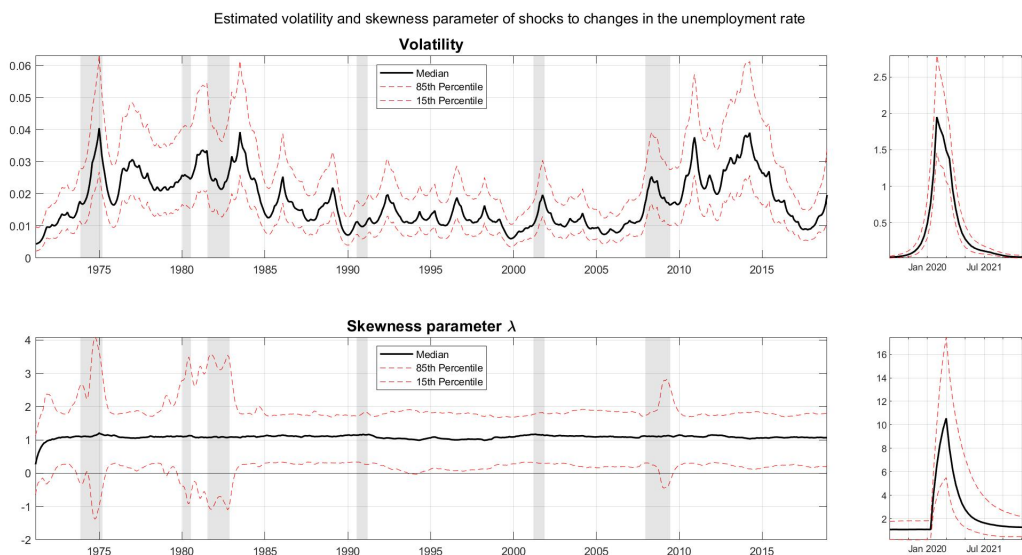 Estimated volatility and skewness parameter of shocks to changes in the unemployment rate
Volatility
Median
85th Percentile
15th Percentile
0.06
0.05
0.04
0.03
0.02
0.01
0
1975 1980 1985 1990 1995 2000 2005 2010 2015
2.5
2
1.5
1
0.5
Jan 2020 Jul 2021
Skewness parameter λ
Median
85th Percentile
15th Percentile
4
3
2
1
0
-1
-2
1975 1980 1985 1990 1995 2000 2005 2010 2015
16
14
12
10
8
6
4
2
Jan 2020 Jul 2021